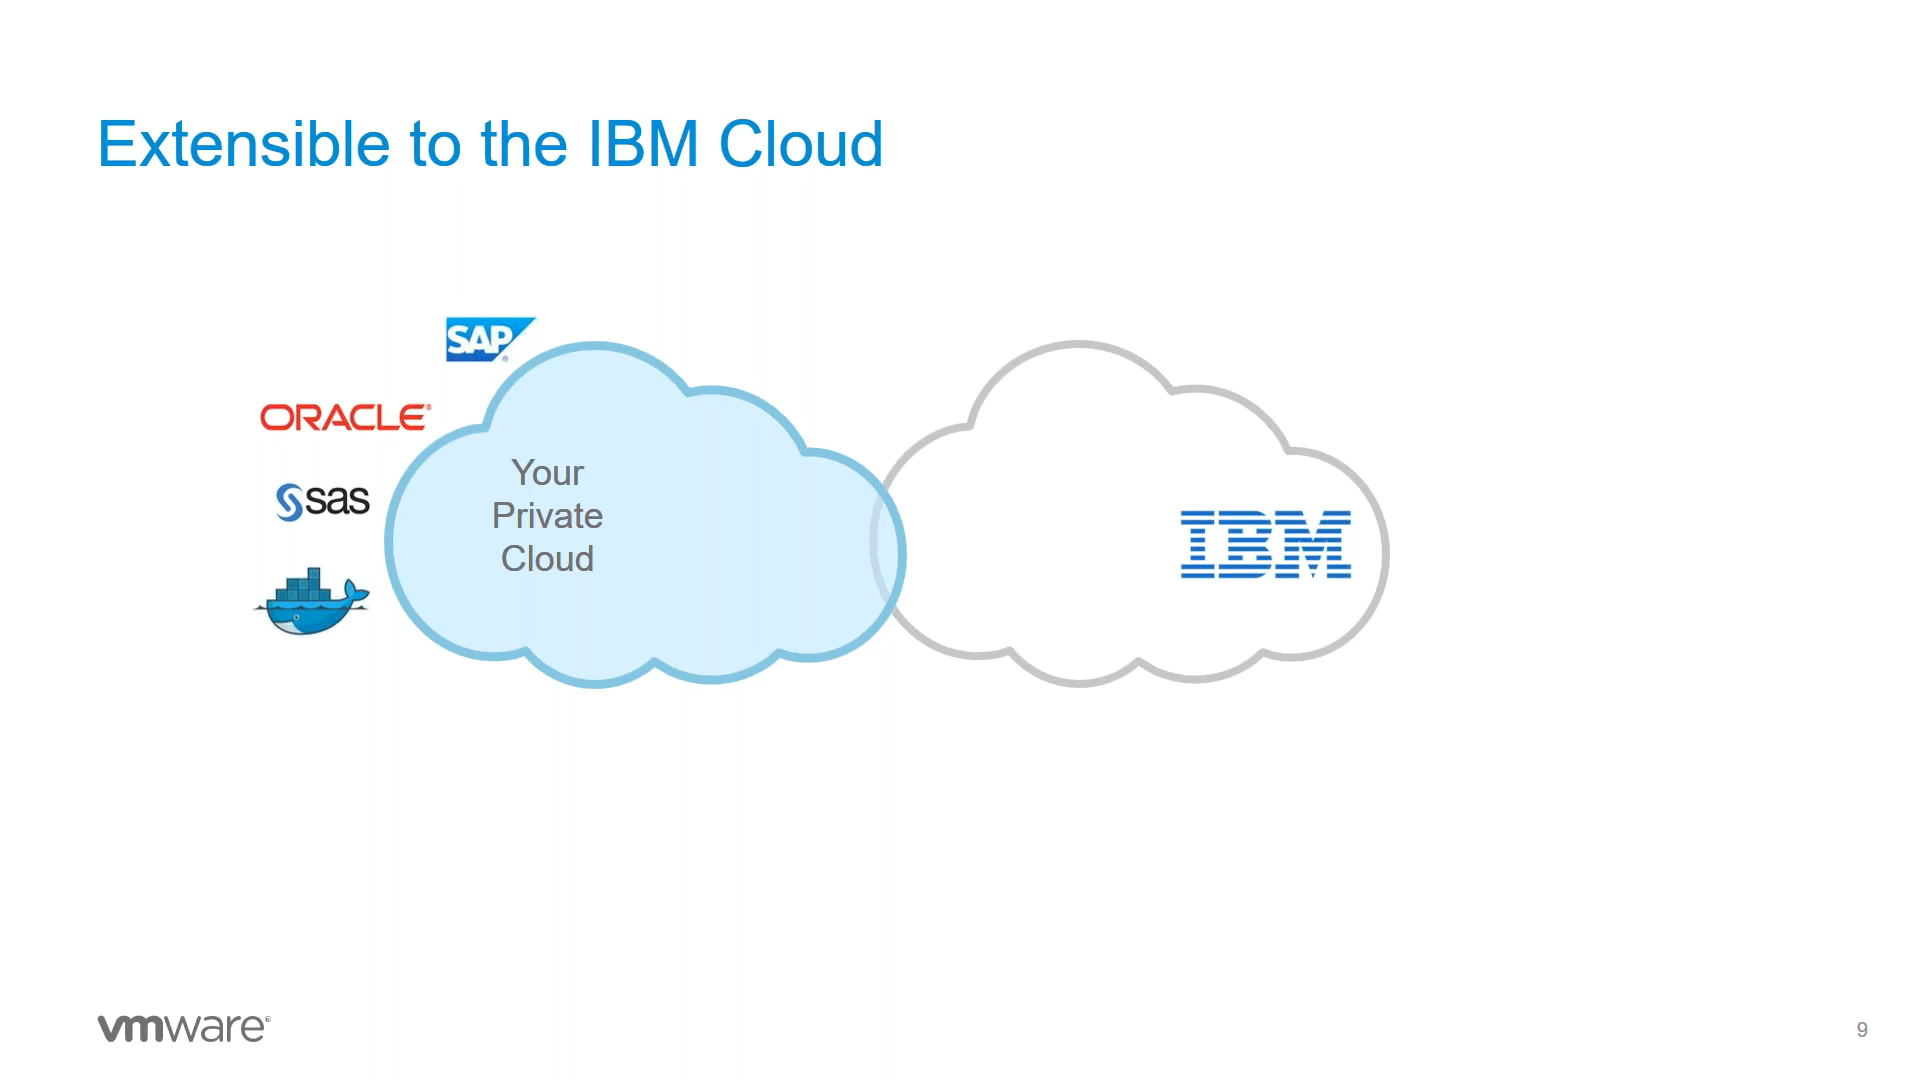 Extensible to the IBM Cloud
SAP®
ORACLE®
sas
Your
Private
Cloud
IBM
vmware®
9